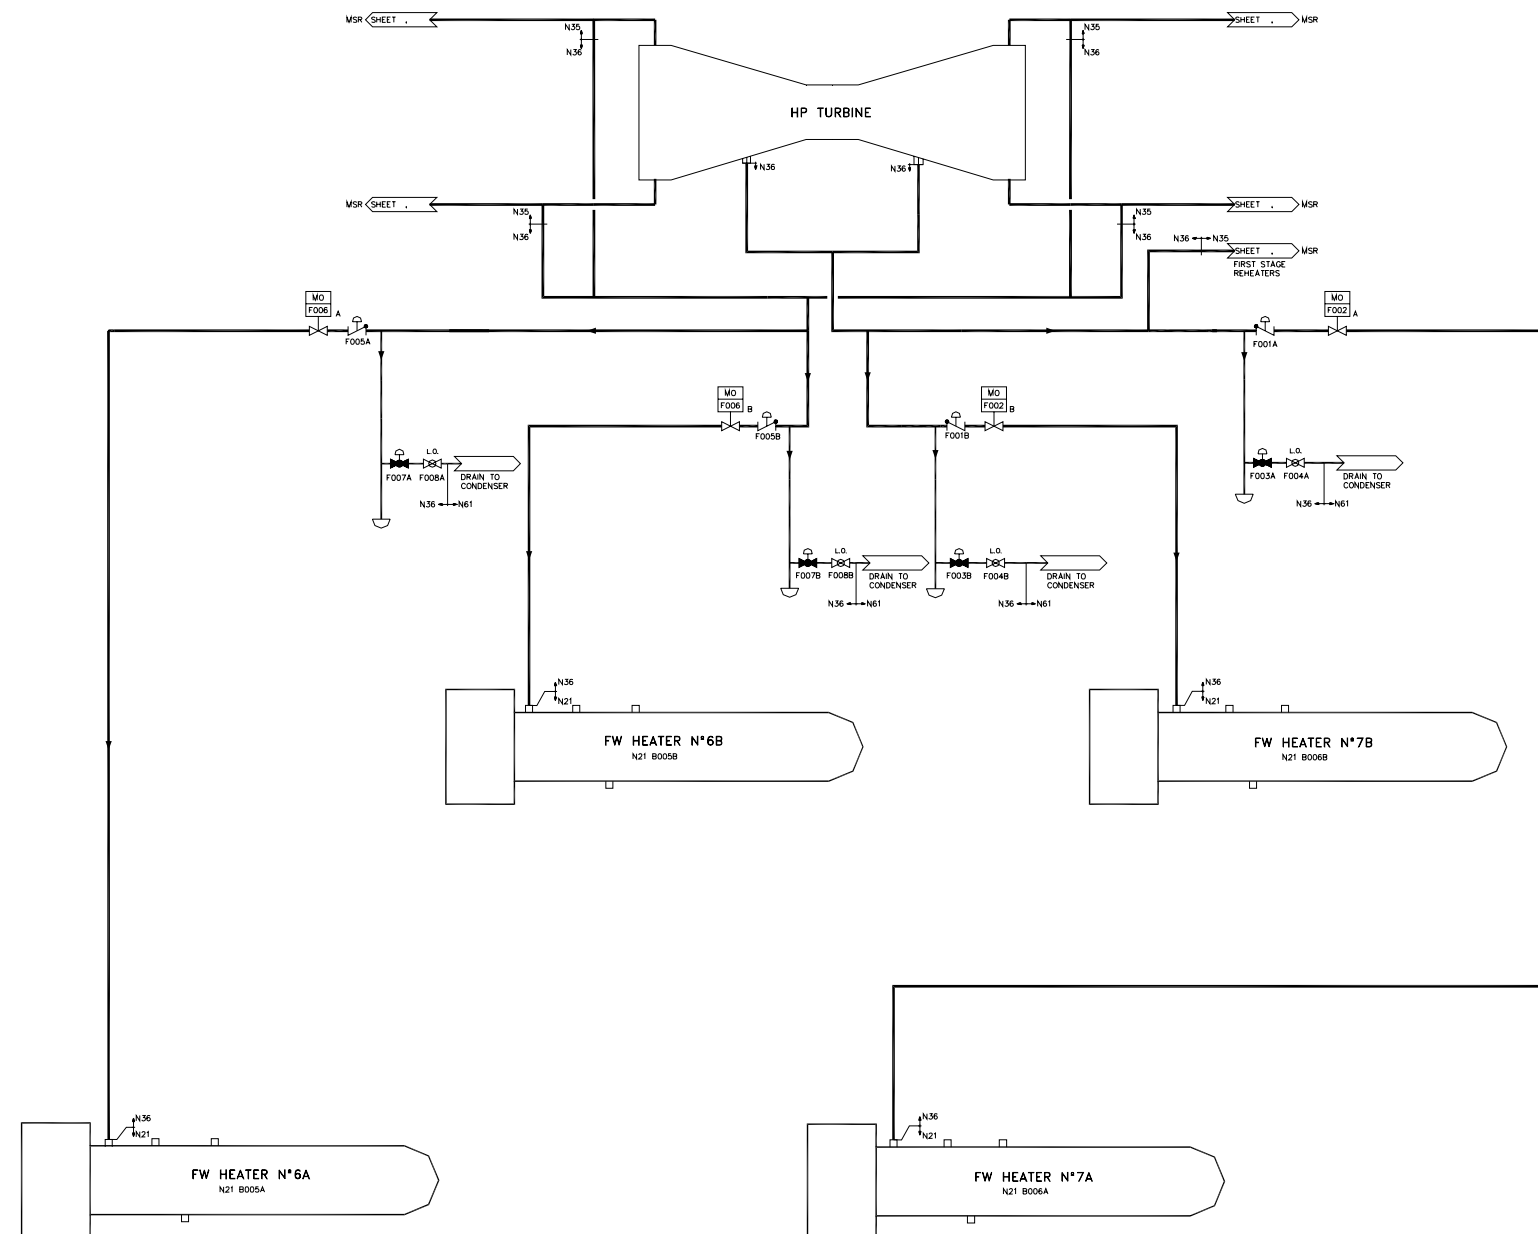 MSR SHEET .
N35
N36
N35
N36
SHEET . MSR
HP TURBINE
N36
N36
MSR SHEET .
N35
N36
N35
N36
SHEET . MSR
N36 N35
SHEET . MSR
FIRST STAGE
REHEATERS
MO
F006 A
F005A
MO
F002 A
F001A
MO
F006 B
F005B
MO
F002 B
F001B
L.O.
F007A F008A
DRAIN TO
CONDENSER
N36 N61
L.O.
F003A F004A
DRAIN TO
CONDENSER
N36 N61
L.O.
F007B F008B
DRAIN TO
CONDENSER
N36 N61
L.O.
F003B F004B
DRAIN TO
CONDENSER
N36 N61
N36
N21
FW HEATER N°6B
N21 B005B
N36
N21
FW HEATER N°7B
N21 B006B
N36
N21
FW HEATER N°6A
N21 B005A
N36
N21
FW HEATER N°7A
N21 B006A